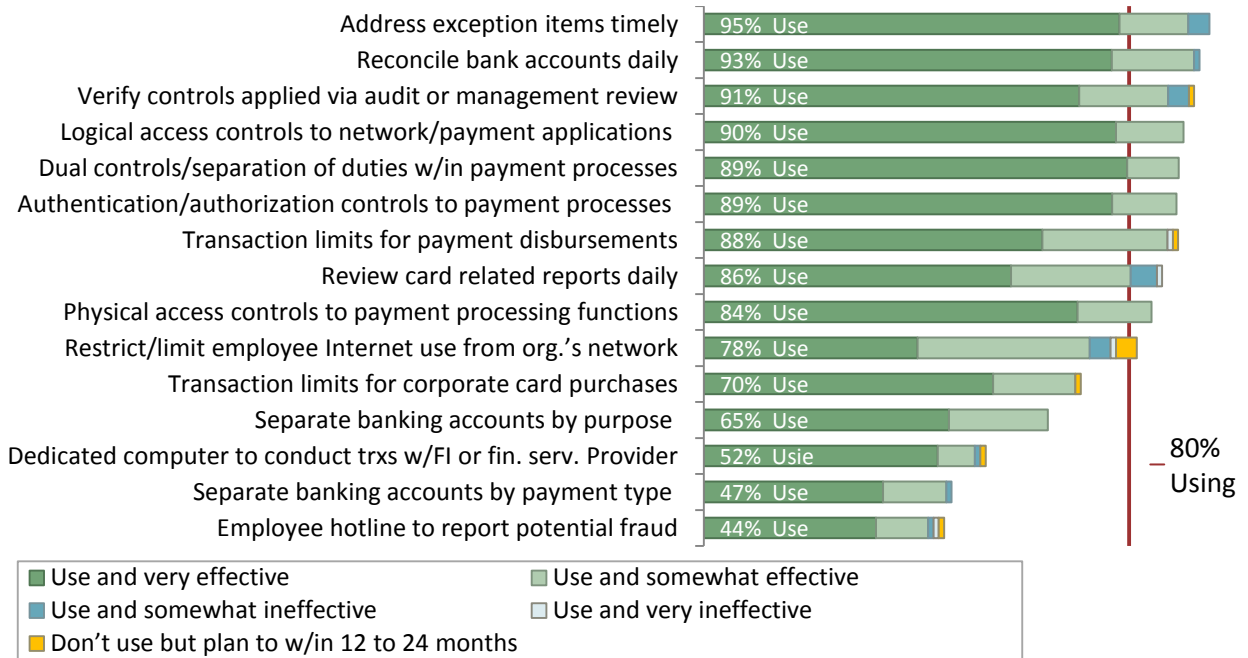 Address exception items timely
95% Use
Reconcile bank accounts daily
93% Use
Verify controls applied via audit or management review
91% Use
Logical access controls to network/payment applications
90% Use
Dual controls/separation of duties w/in payment processes
89% Use
Authentication/authorization controls to payment processes
89% Use
Transaction limits for payment disbursements
88% Use
Review card related reports daily
86% Use
Physical access controls to payment processing functions
84% Use
Restrict/limit employee Internet use from org.'s network
78% Use
Transaction limits for corporate card purchases
70% Use
Separate banking accounts by purpose
65% Use
Dedicated computer to conduct trxs w/FI or fin. serv. Provider
52% Usie
Separate banking accounts by payment type
47% Use
Employee hotline to report potential fraud
44% Use
80%
Using
Use and very effective
Use and somewhat effective
Use and somewhat ineffective
Use and very ineffective
Don't use but plan to w/in 12 to 24 months